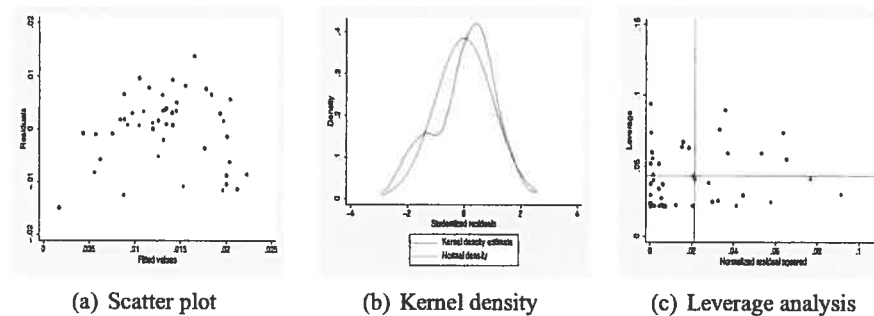 .02
.01
0
-.01
-.02
Residuals
0 .005 .01 .015 .02 .025 .035
Fitted values
.4
.3
.2
.1
0
Density
-4 -2 0 2 4
Studentized residuals
Kernel density estimate
Normal density
.15
.1
.05
0
Leverage
0 .02 .04 .06 .08 .1
Normalized residual squared
(a) Scatter plot
(b) Kernel density
(c) Leverage analysis